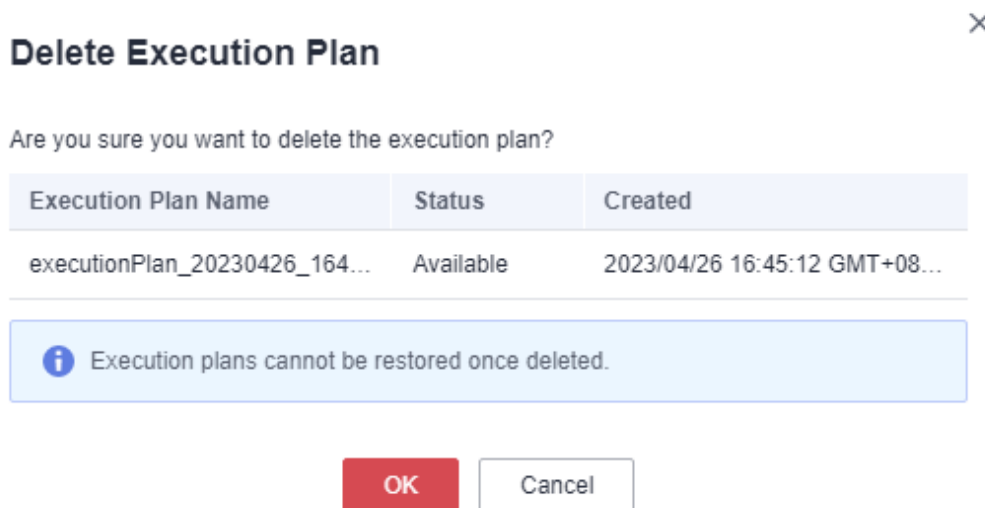 Delete Execution Plan
Are you sure you want to delete the execution plan?
Execution Plan Name Status Created
executionPlan_20230426_164... Available 2023/04/26 16:45:12 GMT+08...
Execution plans cannot be restored once deleted.
OK Cancel